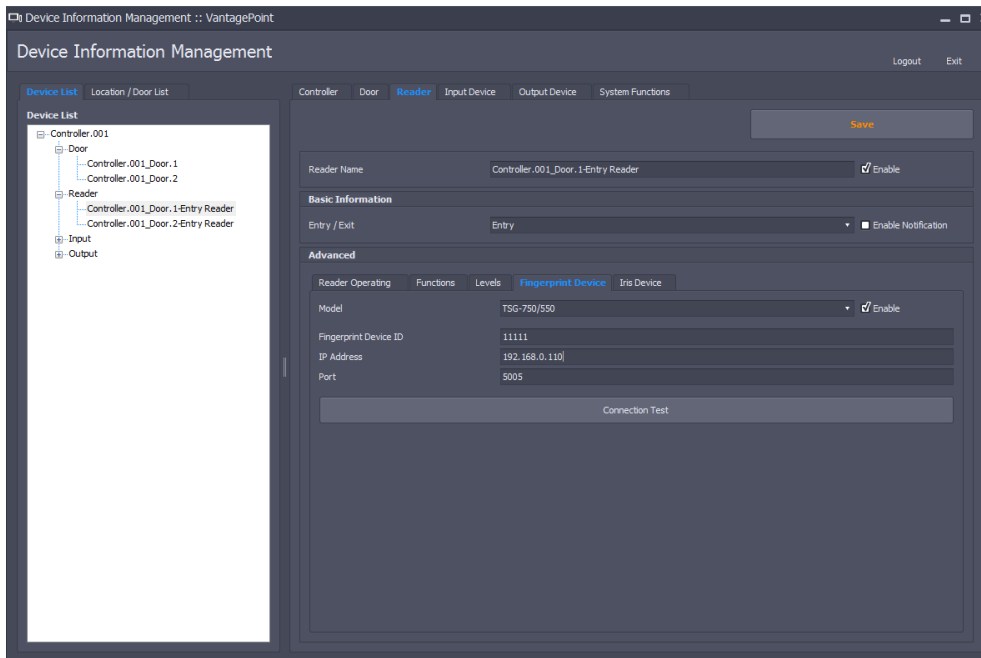 Device Information Management :: VantagePoint
Device Information Management
Logout Exit
Device List Location / Door List
Device List
Controller.001
Door
Controller.001_Door.1
Controller.001_Door.2
Reader
Controller.001_Door.1-Entry Reader
Controller.001_Door.2-Entry Reader
Input
Output
Controller Door Reader Input Device Output Device System Functions
Save
Reader Name Controller.001_Door.1-Entry Reader Enable
Basic Information
Entry / Exit Entry Enable Notification
Advanced
Reader Operating Functions Levels Fingerprint Device Iris Device
Model TSG-750/550 Enable
Fingerprint Device ID 11111
IP Address 192.168.0.110
Port 5005
Connection Test